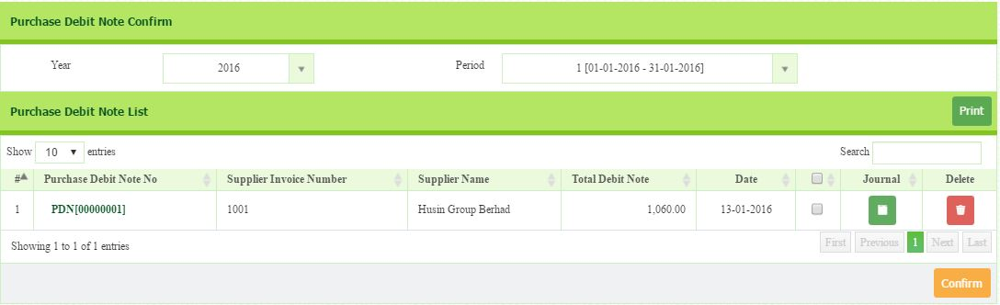 Purchase Debit Note Confirm
Year 2016 Period 1 [01-01-2016 - 31-01-2016]
Purchase Debit Note List Print
Show 10 entries Search
# Purchase Debit Note No Supplier Invoice Number Supplier Name Total Debit Note Date Journal Delete
1 PDN[00000001] 1001 Husin Group Berhad 1,060.00 13-01-2016
Showing 1 to 1 of 1 entries First Previous 1 Next Last
Confirm